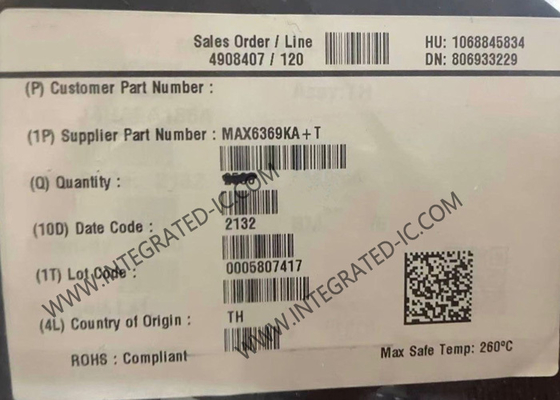 Sales Order / Line
4908407 / 120
HU: 1068845834
DN: 806933229
(P) Customer Part Number :
(1P) Supplier Part Number : MAX6369KA+T
(Q) Quantity :
(10D) Date Code : 2132
(1T) Lot Code : 0005807417
(4L) Country of Origin : TH
ROHS : Compliant
Max Safe Temp: 260ºC
WWW.INTEGRATED-IC.COM
WWW.INTEGRATED-IC.COM